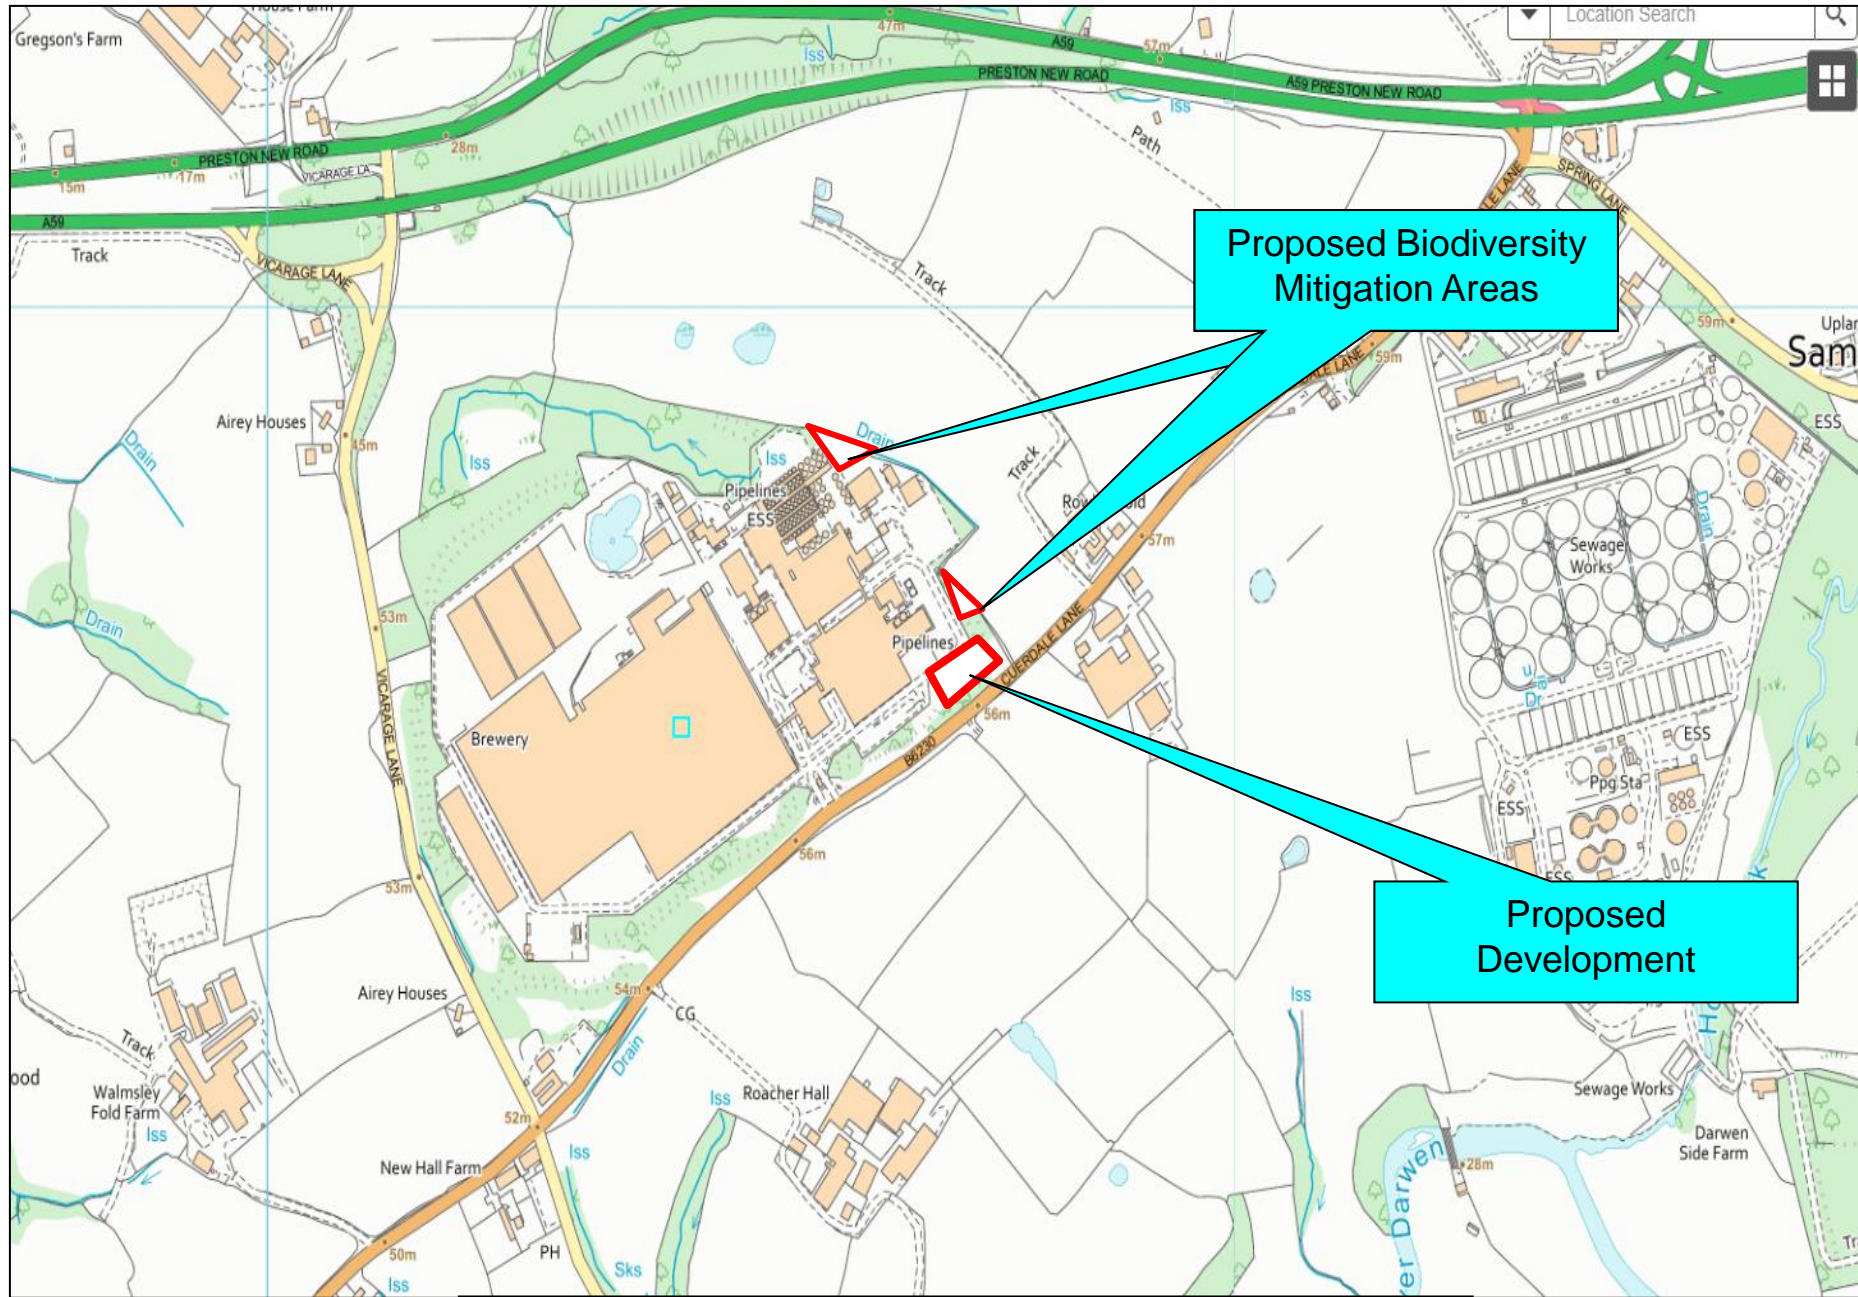 House Farm
Gregson's Farm
47m
Iss
A59
57m
Location Search
PRESTON NEW ROAD
A59 PRESTON NEW ROAD
Iss
Path
28m
PRESTON NEW ROAD
VICARAGE LA
15m
17m
A59
Track
VICARAGE LANE
SPRING LANE
Track
Proposed Biodiversity
Mitigation Areas
59m
59m
Airey Houses
45m
Drain
Iss
Iss
Drain
Track
ESS
Pipelines
ESS
57m
Sewage
Works
Drain
53m
Drain
Pipelines
CUERDALE LANE
56m
B6230
VICARAGE LANE
Brewery
ESS
Ppg Sta
ESS
ESS
56m
53m
Proposed
Development
Airey Houses
54m
CG
Drain
Iss
Track
Walmsley
Fold Farm
Iss
52m
Iss
Roacher Hall
Iss
Sewage Works
Darwen
Side Farm
28m
New Hall Farm
PH
50m
Iss
Sks